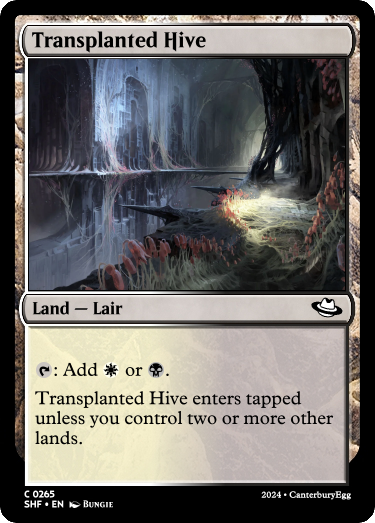 Transplanted Hive
Land — Lair
: Add or .
Transplanted Hive enters tapped
unless you control two or more other
lands.
C 0265
SHF • EN Bungie 2024 • CanterburyEgg